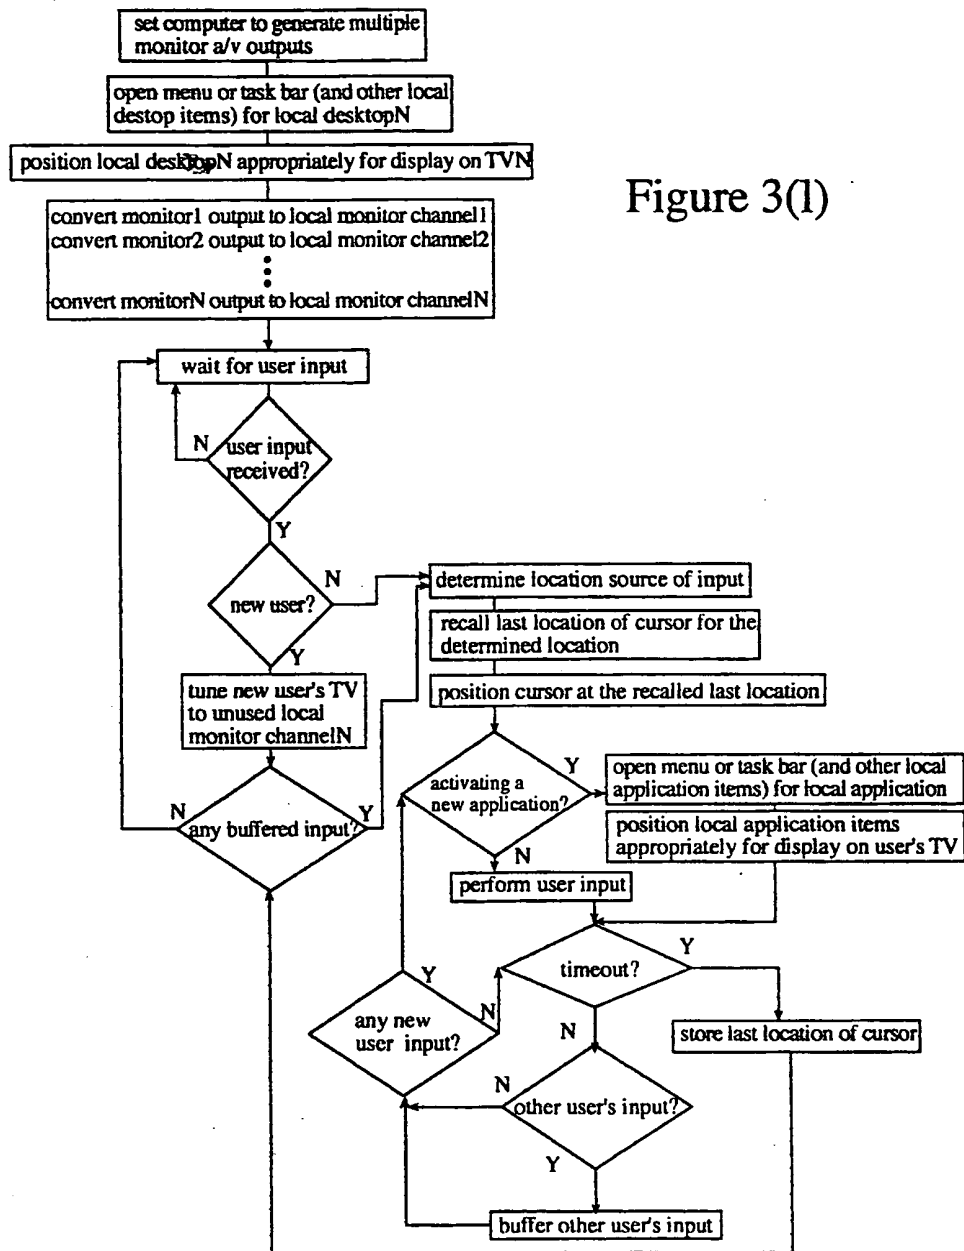 set computer to generate multiple
monitor a/v outputs
open menu or task bar (and other local
destop items) for local desktopN
position local desktopN appropriately for display on TVN
Figure 3(l)
convert monitor1 output to local monitor channel1
convert monitor2 output to local monitor channel2
convert monitorN output to local monitor channelN
wait for user input
N
user input
received?
Y
new user?
N
Y
determine location source of input
recall last location of cursor for the
determined location
position cursor at the recalled last location
tune new user's TV
to unused local
monitor channelN
any buffered input?
N
Y
activating a
new application?
Y
N
open menu or task bar (and other local
application items) for local application
position local application items
appropriately for display on user's TV
perform user input
timeout?
Y
N
any new
user input?
Y
N
store last location of cursor
other user's input?
N
Y
buffer other user's input